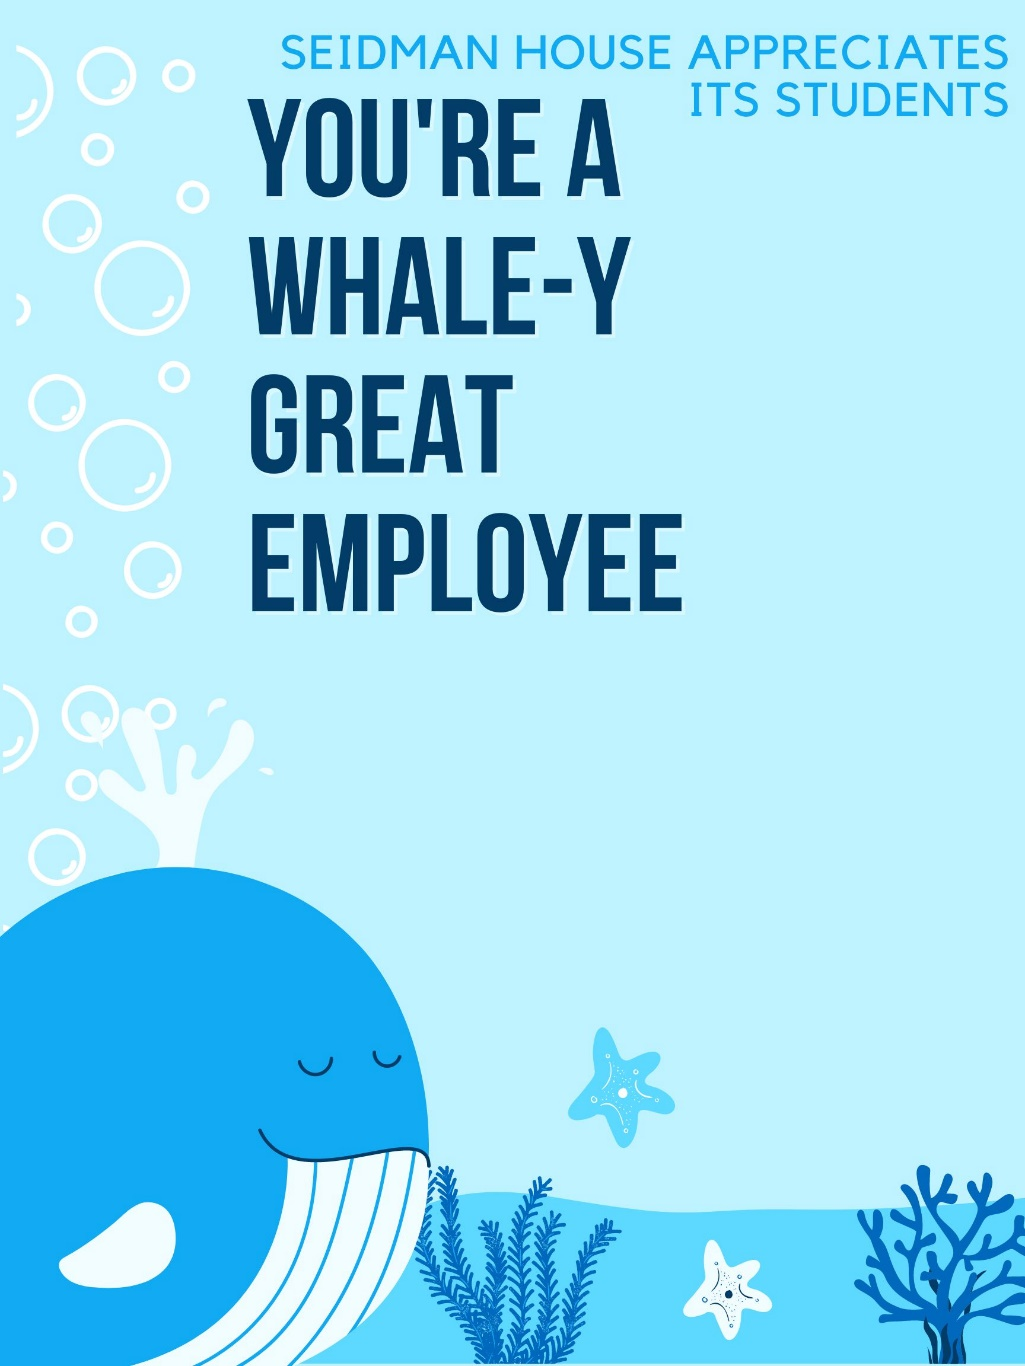 SEIDMAN HOUSE APPRECIATES
ITS STUDENTS
YOU'RE A
WHALE-Y
GREAT
EMPLOYEE